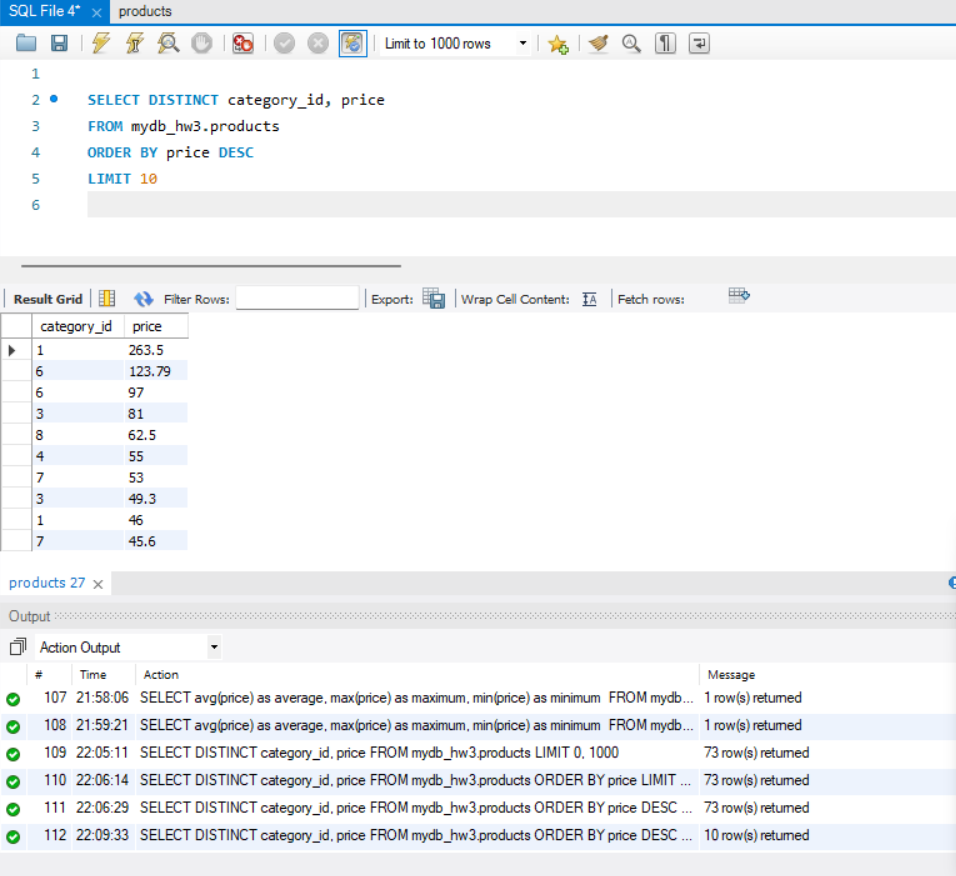 SQL File 4* × products
Limit to 1000 rows
1
2 SELECT DISTINCT category_id, price
3 FROM mydb_hw3.products
4 ORDER BY price DESC
5 LIMIT 10
6
Result Grid Filter Rows: Export: Wrap Cell Content: Fetch rows:
category_id price
1 263.5
6 123.79
6 97
3 81
8 62.5
4 55
7 53
3 49.3
1 46
7 45.6
products 27 ×
Output
Action Output
# Time Action Message
107 21:58:06 SELECT avg(price) as average, max(price) as maximum, min(price) as minimum FROM mydb... 1 row(s) returned
108 21:59:21 SELECT avg(price) as average, max(price) as maximum, min(price) as minimum FROM mydb... 1 row(s) returned
109 22:05:11 SELECT DISTINCT category_id, price FROM mydb_hw3.products LIMIT 0, 1000 73 row(s) returned
110 22:06:14 SELECT DISTINCT category_id, price FROM mydb_hw3.products ORDER BY price LIMIT ... 73 row(s) returned
111 22:06:29 SELECT DISTINCT category_id, price FROM mydb_hw3.products ORDER BY price DESC ... 73 row(s) returned
112 22:09:33 SELECT DISTINCT category_id, price FROM mydb_hw3.products ORDER BY price DESC ... 10 row(s) returned